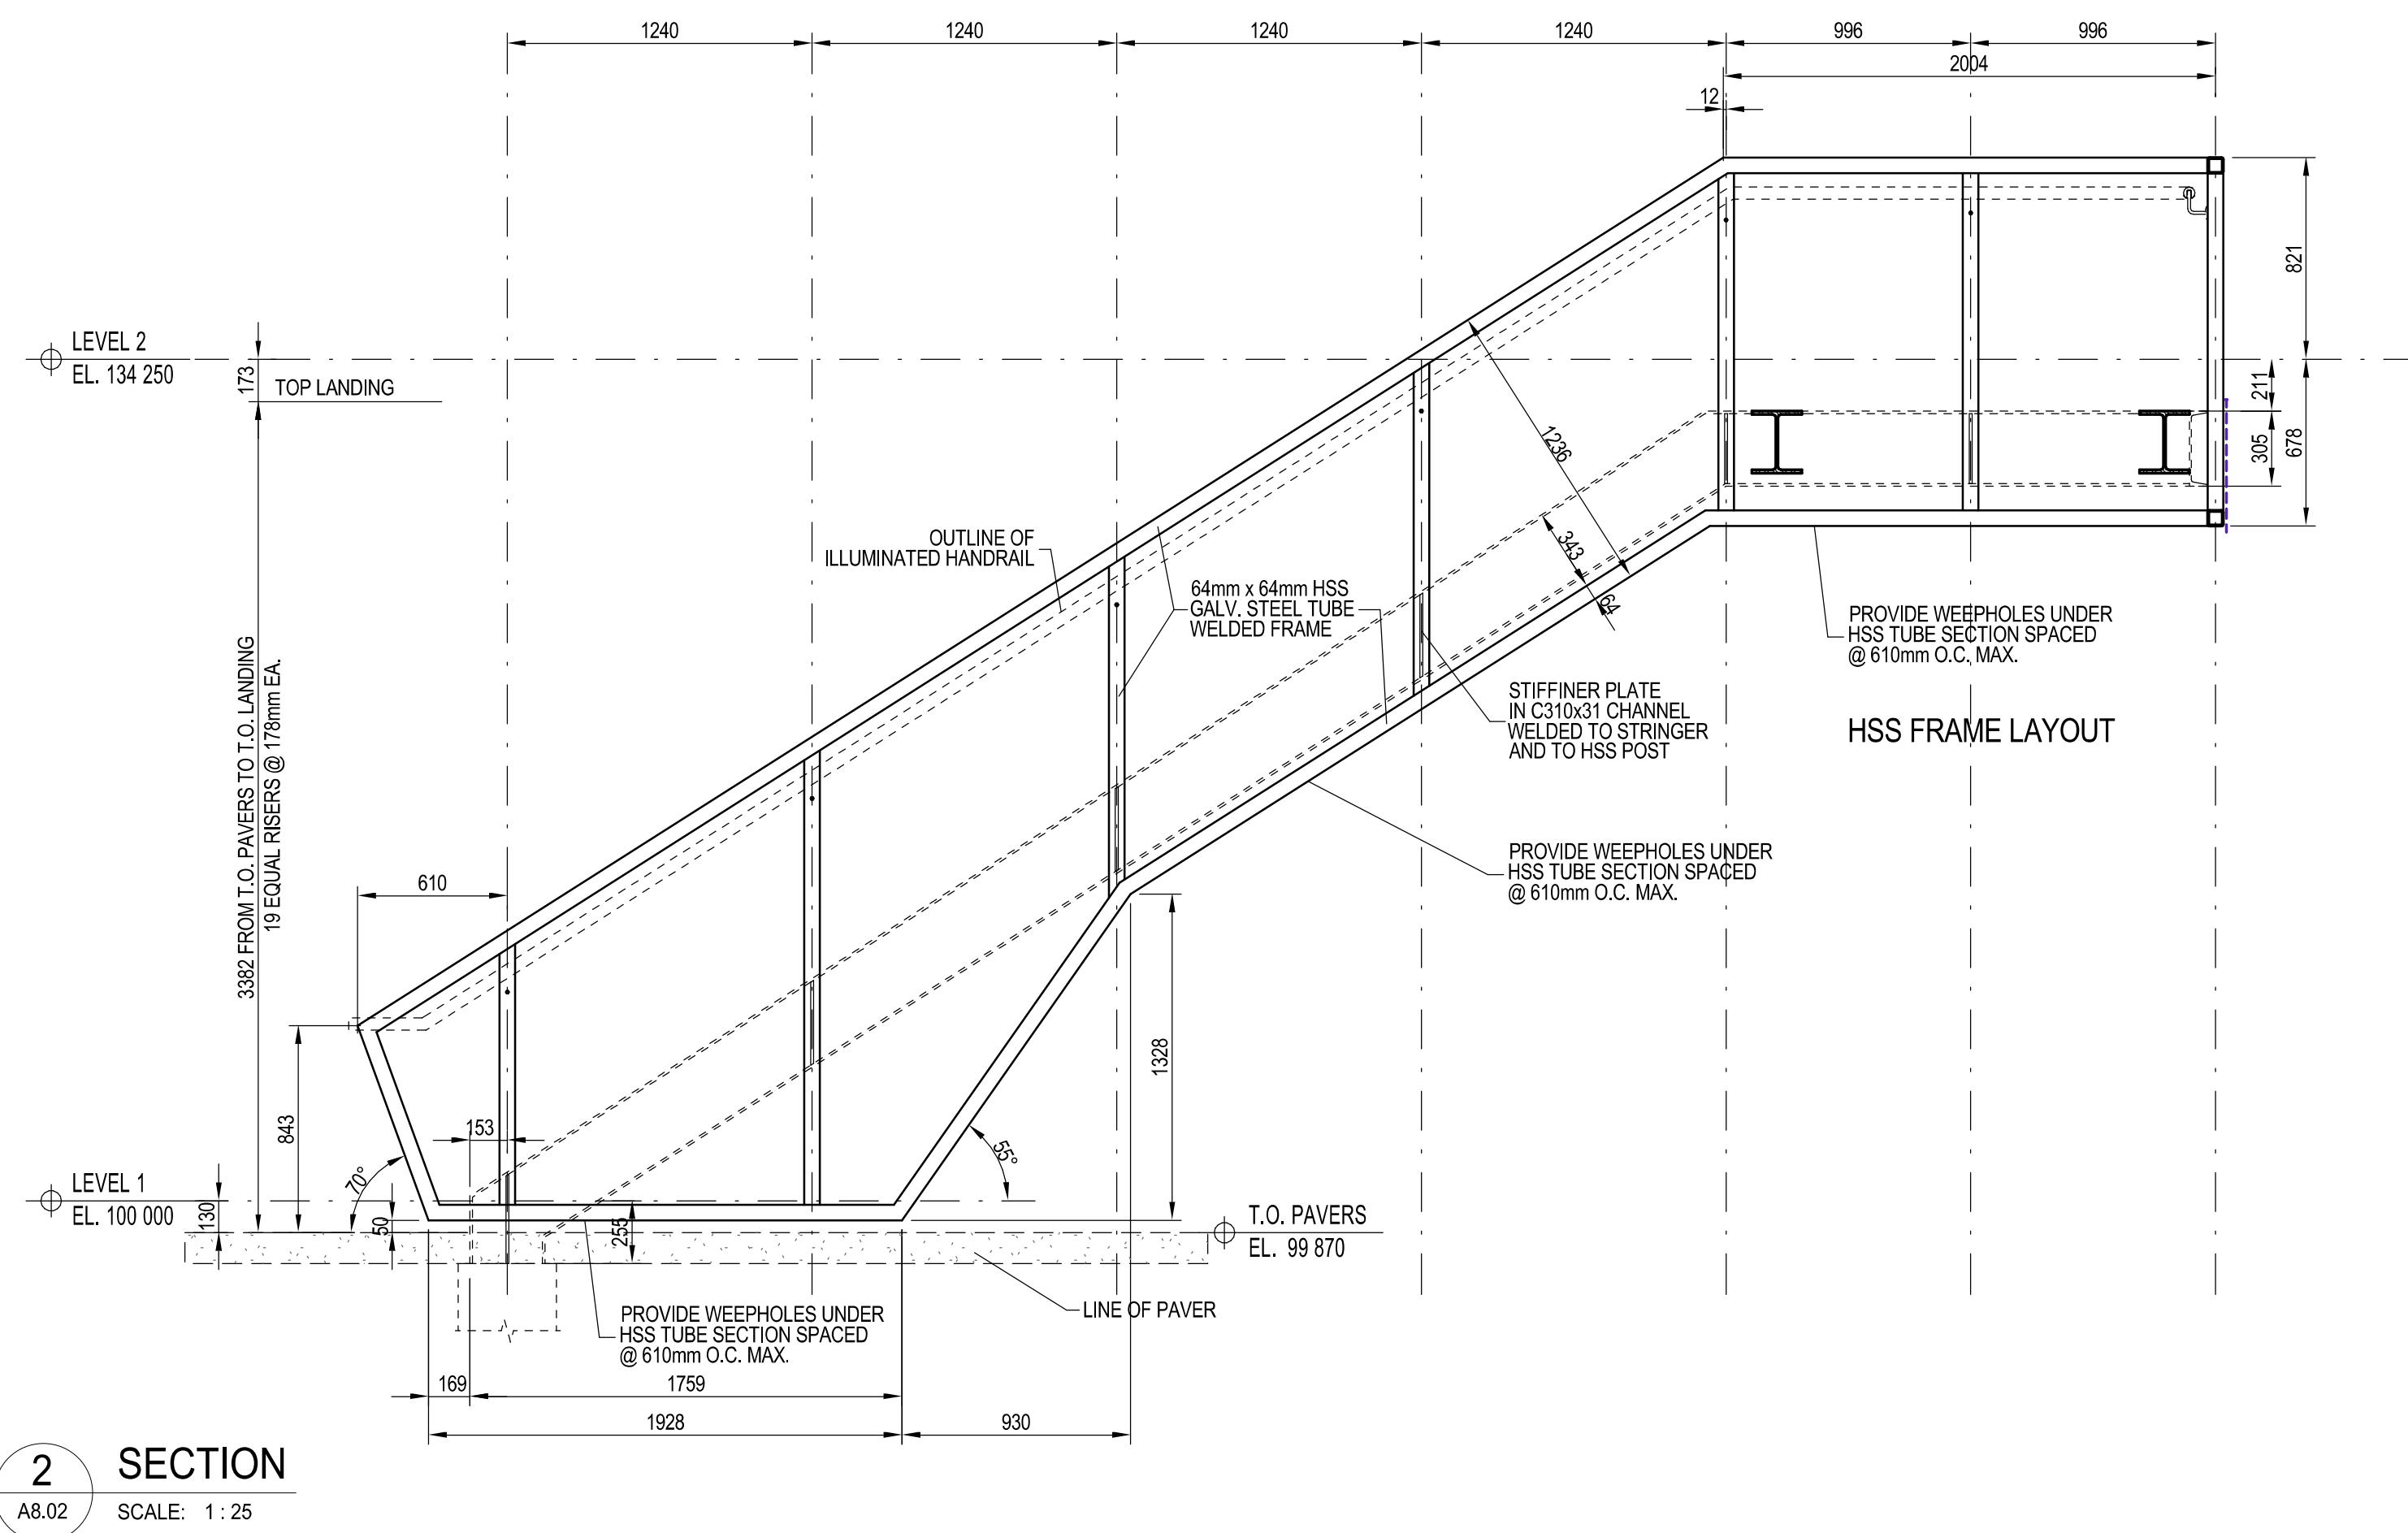 1240
1240
1240
1240
996
996
2004
12
LEVEL 2
EL. 134 250
173
TOP LANDING
821
211
305
678
1236
343
64
OUTLINE OF
ILLUMINATED HANDRAIL
64mm x 64mm HSS
GALV. STEEL TUBE
WELDED FRAME
PROVIDE WEEPHOLES UNDER
HSS TUBE SECTION SPACED
@ 610mm O.C. MAX.
STIFFINER PLATE
IN C310x31 CHANNEL
WELDED TO STRINGER
AND TO HSS POST
HSS FRAME LAYOUT
3382 FROM T.O. PAVERS TO T.O. LANDING
19 EQUAL RISERS @ 178mm EA.
PROVIDE WEEPHOLES UNDER
HSS TUBE SECTION SPACED
@ 610mm O.C. MAX.
610
1328
843
153
70°
55°
LEVEL 1
EL. 100 000
130
50
255
T.O. PAVERS
EL. 99 870
LINE OF PAVER
PROVIDE WEEPHOLES UNDER
HSS TUBE SECTION SPACED
@ 610mm O.C. MAX.
169
1759
1928
930
2
A8.02
SECTION
SCALE: 1 : 25